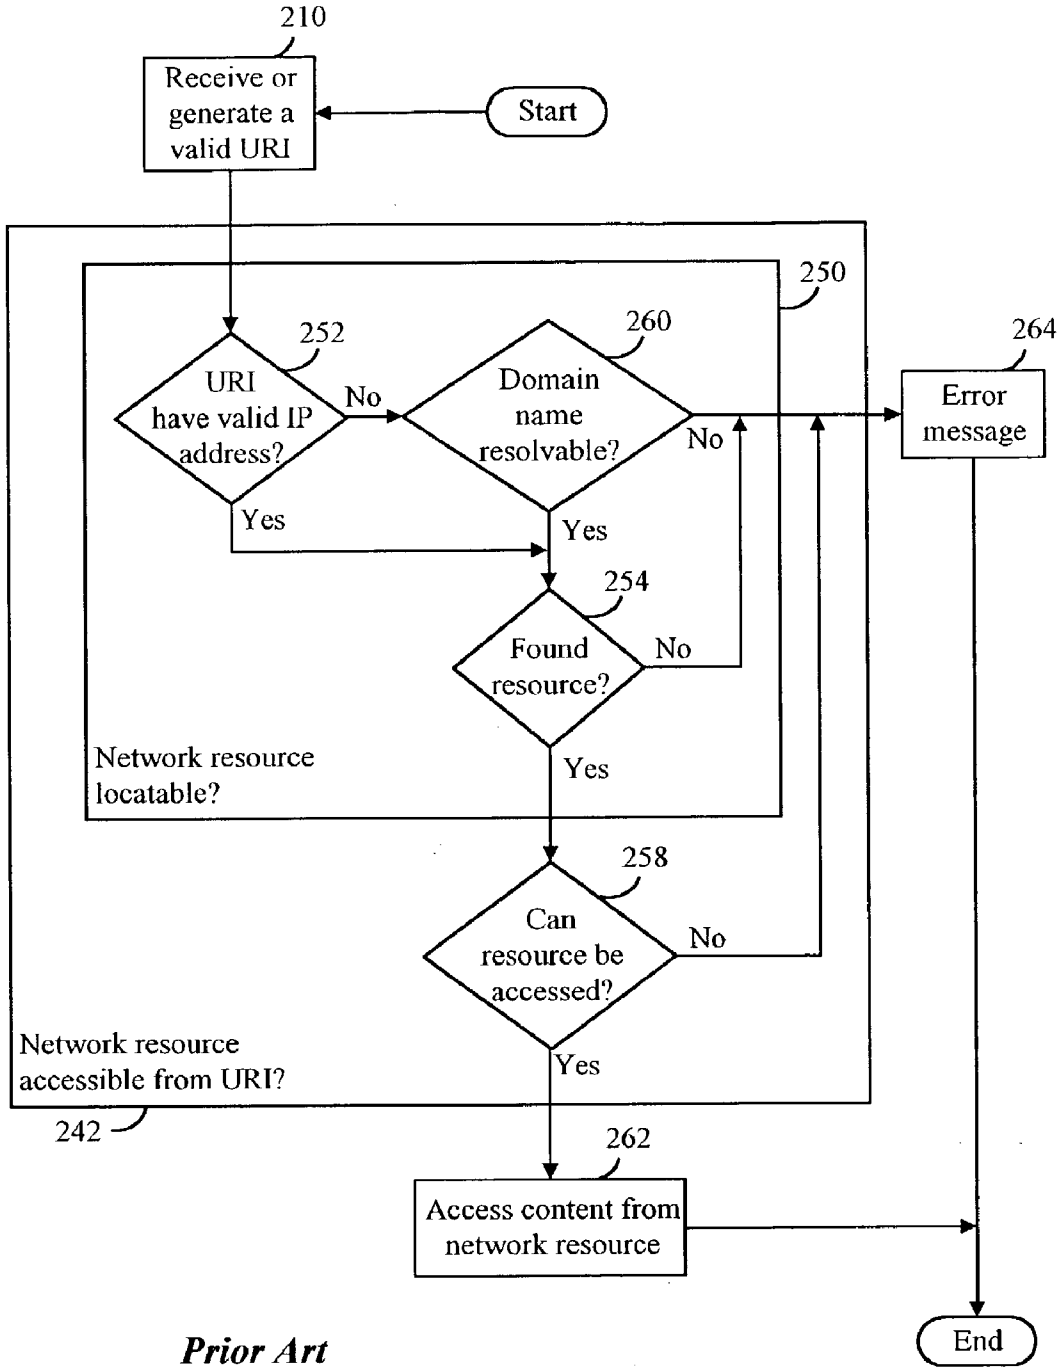 210
Receive or
generate a
valid URI
Start
250
252
260
264
URI
have valid IP
address?
No
Domain
name
resolvable?
No
Error
message
Yes
Yes
254
Found
resource?
No
Network resource
locatable?
Yes
258
Can
resource be
accessed?
No
Network resource
accessible from URI?
Yes
242
262
Access content from
network resource
End
Prior Art